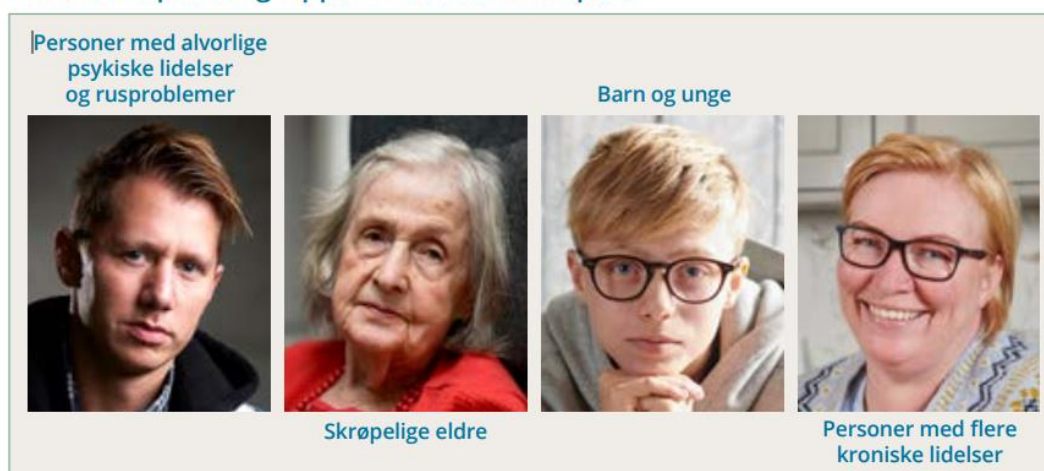 Personer med alvorlige
psykiske lidelser
og rusproblemer
Barn og unge
Skrøpelige eldre
Personer med flere
kroniske lidelser